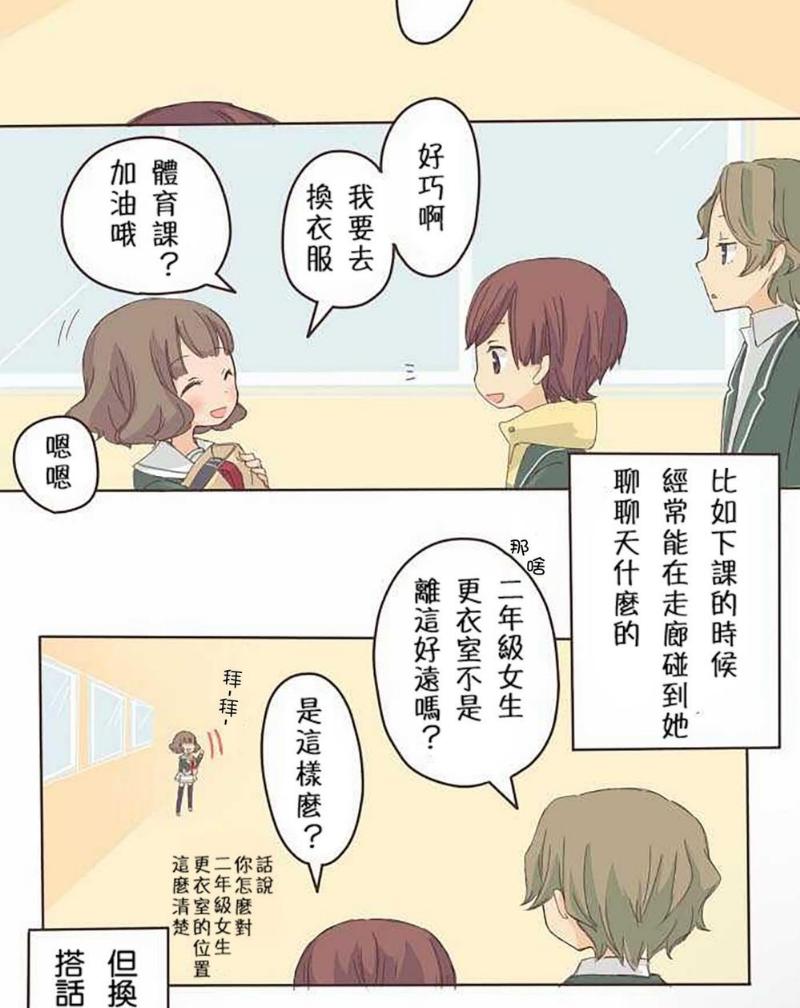 好巧啊
我要去
換衣服
體育課？
加油哦
嗯嗯
比如下課的時候
經常能在走廊碰到她
聊聊天什麼的
那啥
二年級女生
更衣室不是
離這好遠嗎？
是這樣麼？
拜-拜-
話說
你怎麼對
二年級女生
更衣室的位置
這麼清楚
但換
搭話